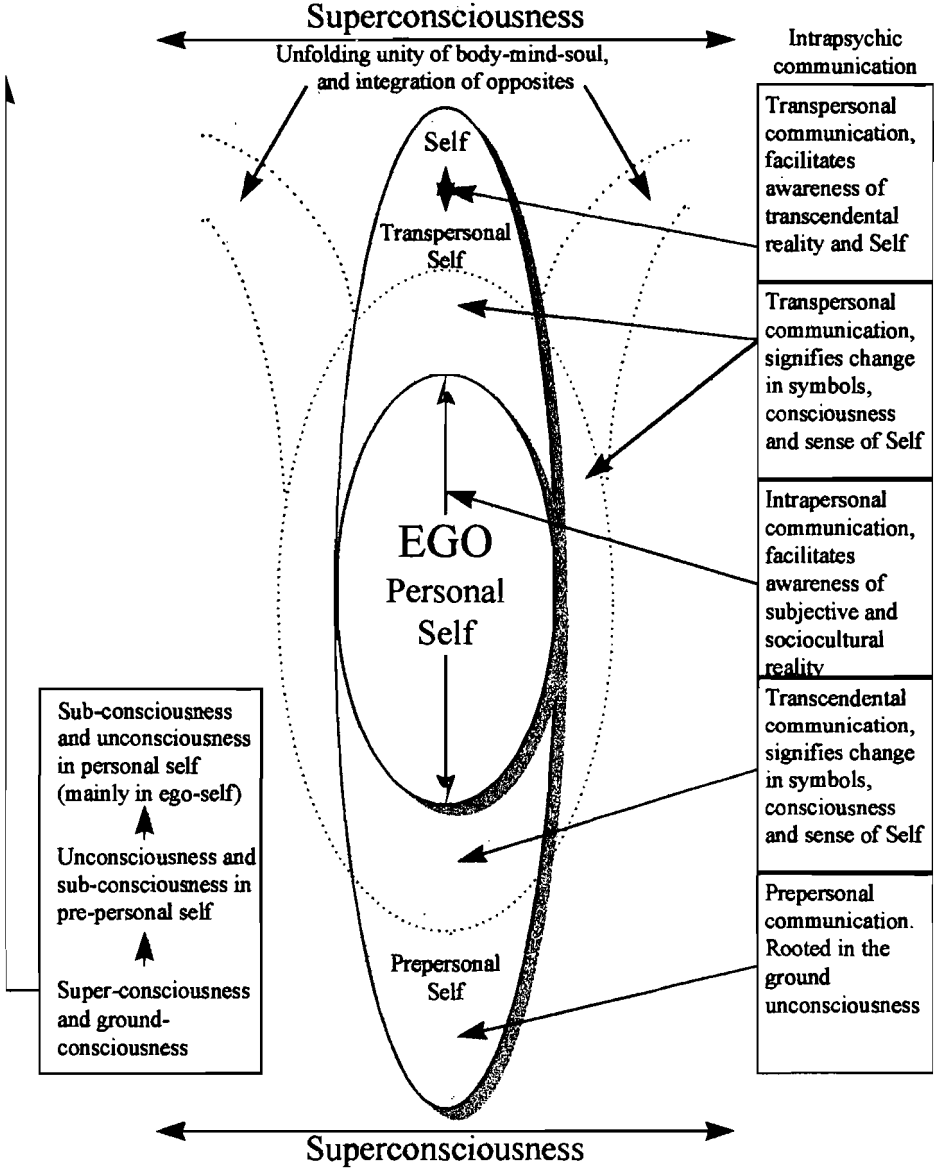 Superconsciousness
Unfolding unity of body-mind-soul,
and integration of opposites
Intrapsychic
communication
Self
Transpersonal
Self
EGO
Personal
Self
Prepersonal
Self
Transpersonal
communication,
facilitates
awareness of
transcendental
reality and Self
Transpersonal
communication,
signifies change
in symbols,
consciousness
and sense of Self
Intrapersonal
communication,
facilitates
awareness of
subjective and
sociocultural
reality
Transcendental
communication,
signifies change
in symbols,
consciousness
and sense of Self
Prepersonal
communication.
Rooted in the
ground
unconsciousness
Sub-consciousness
and unconsciousness
in personal self
(mainly in ego-self)
Unconsciousness and
sub-consciousness in
pre-personal self
Super-consciousness
and ground-
consciousness
Superconsciousness